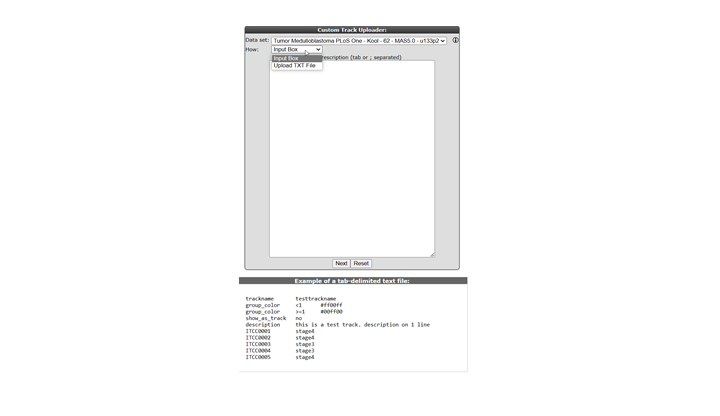 Custom Track Uploader:
Data set: Tumor Medulloblastoma PLoS One - Kool - 62 - MAS5.0 - u133p2
How: Input Box
Input Box
Upload TXT File
escription (tab or ; separated)
Next Reset
Example of a tab-delimited text file:
trackname testtrackname
group_color <1 #ff00ff
group_color >=1 #00ff00
show_as_track no
description this is a test track. description on 1 line
ITCC0001 stage4
ITCC0002 stage4
ITCC0003 stage3
ITCC0004 stage3
ITCC0005 stage4